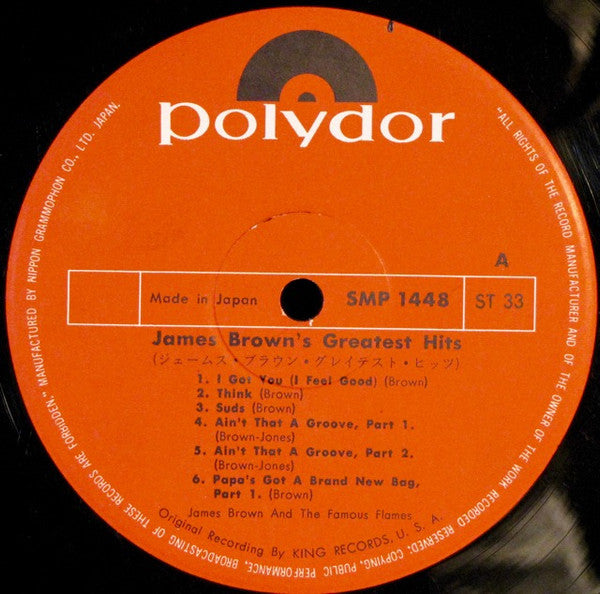 polydor
A
Made in Japan
SMP 1448
ST 33
James Brown's Greatest Hits
(ジェームス・ブラウン・グレイテスト・ヒッツ)
1. I Got You (I Feel Good) (Brown)
2. Think (Brown)
3. Suds (Brown)
4. Ain't That A Groove, Part 1.
(Brown-Jones)
5. Ain't That A Groove, Part 2.
(Brown-Jones)
6. Papa's Got A Brand New Bag,
Part 1. (Brown)
James Brown And The Famous Flames
Original Recording By KING RECORDS, U. S. A.
"ALL RIGHTS OF THE RECORD MANUFACTURER AND OF THE OWNER OF THE WORK RECORDED RESERVED; COPYING, PUBLIC PERFORMANCE, BROADCASTING OF THESE RECORDS ARE FORBIDDEN." MANUFACTURED BY NIPPON GRAMMOPHON CO., LTD. JAPAN.